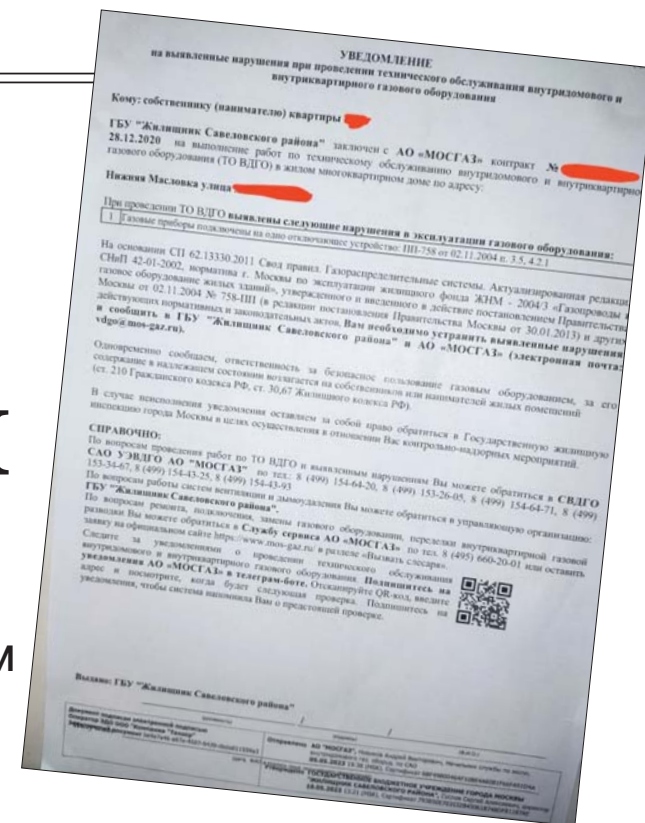 УВЕДОМЛЕНИЕ
на выявленные нарушения при проведении технического обслуживания внутридомового и
внутриквартирного газового оборудования
Кому: собственнику (нанимателю) квартиры
ГБУ "Жилищник Савеловского района" заключен с АО «МОСГАЗ» контракт №
28.12.2020 на выполнение работ по техническому обслуживанию внутридомового и внутриквартирного
газового оборудования (ТО ВДГО) в жилом многоквартирном доме по адресу:
Нижняя Масловка улица
При проведении ТО ВДГО выявлены следующие нарушения в эксплуатации газового оборудования:
1 Газовые приборы подключены на одно отключающее устройство: ПП-758 от 02.11.2004 п. 3.5, 4.2.1
На основании СП 62.13330.2011 Свод правил. Газораспределительные системы. Актуализированная редакция
СНиП 42-01-2002, норматива г. Москвы по эксплуатации жилищного фонда ЖНМ - 2004/3 «Газопроводы и
газовое оборудование жилых зданий», утвержденного и введенного в действие постановлением Правительства
Москвы от 02.11.2004 № 758-ПП (в редакции постановления Правительства Москвы от 30.01.2013) и других
действующих нормативных и законодательных актов, Вам необходимо устранить выявленные нарушения
и сообщить в ГБУ "Жилищник Савеловского района" и АО «МОСГАЗ» (электронная почта:
vdgo@mos-gaz.ru).
Одновременно сообщаем, ответственность за безопасное пользование газовым оборудованием, за его
содержание в надлежащем состоянии возлагается на собственников или нанимателей жилых помещений
(ст. 210 Гражданского кодекса РФ, ст. 30,67 Жилищного кодекса РФ).
В случае неисполнения уведомления оставляем за собой право обратиться в Государственную жилищную
инспекцию города Москвы в целях осуществления в отношении Вас контрольно-надзорных мероприятий.
СПРАВОЧНО:
По вопросам проведения работ по ТО ВДГО и выявленным нарушениям Вы можете обратиться в СВДГО
САО УЭВДГО АО "МОСГАЗ" по тел.: 8 (499) 154-64-20, 8 (499) 153-26-05, 8 (499) 154-64-71, 8 (499)
153-34-67, 8 (499) 154-43-25, 8 (499) 154-43-93
По вопросам работы систем вентиляции и дымоудаления Вы можете обратиться в управляющую организацию:
ГБУ "Жилищник Савеловского района".
По вопросам ремонта, подключения, замены газового оборудования, переделки внутриквартирной газовой
разводки Вы можете обратиться в Службу сервиса АО «МОСГАЗ» по тел. 8 (495) 660-20-01 или оставить
заявку на официальном сайте https://www.mos-gaz.ru/ в разделе «Вызвать слесаря».
Следите за уведомлениями о проведении технического обслуживания
внутридомового и внутриквартирного газового оборудования. Подпишитесь на
уведомления АО «МОСГАЗ» в телеграм-боте. Отсканируйте QR-код, введите
адрес и посмотрите, когда будет следующая проверка. Подпишитесь на
уведомления, чтобы система напомнила Вам о предстоящей проверке.
Выдано: ГБУ "Жилищник Савеловского района"
Документ подписан электронной подписью